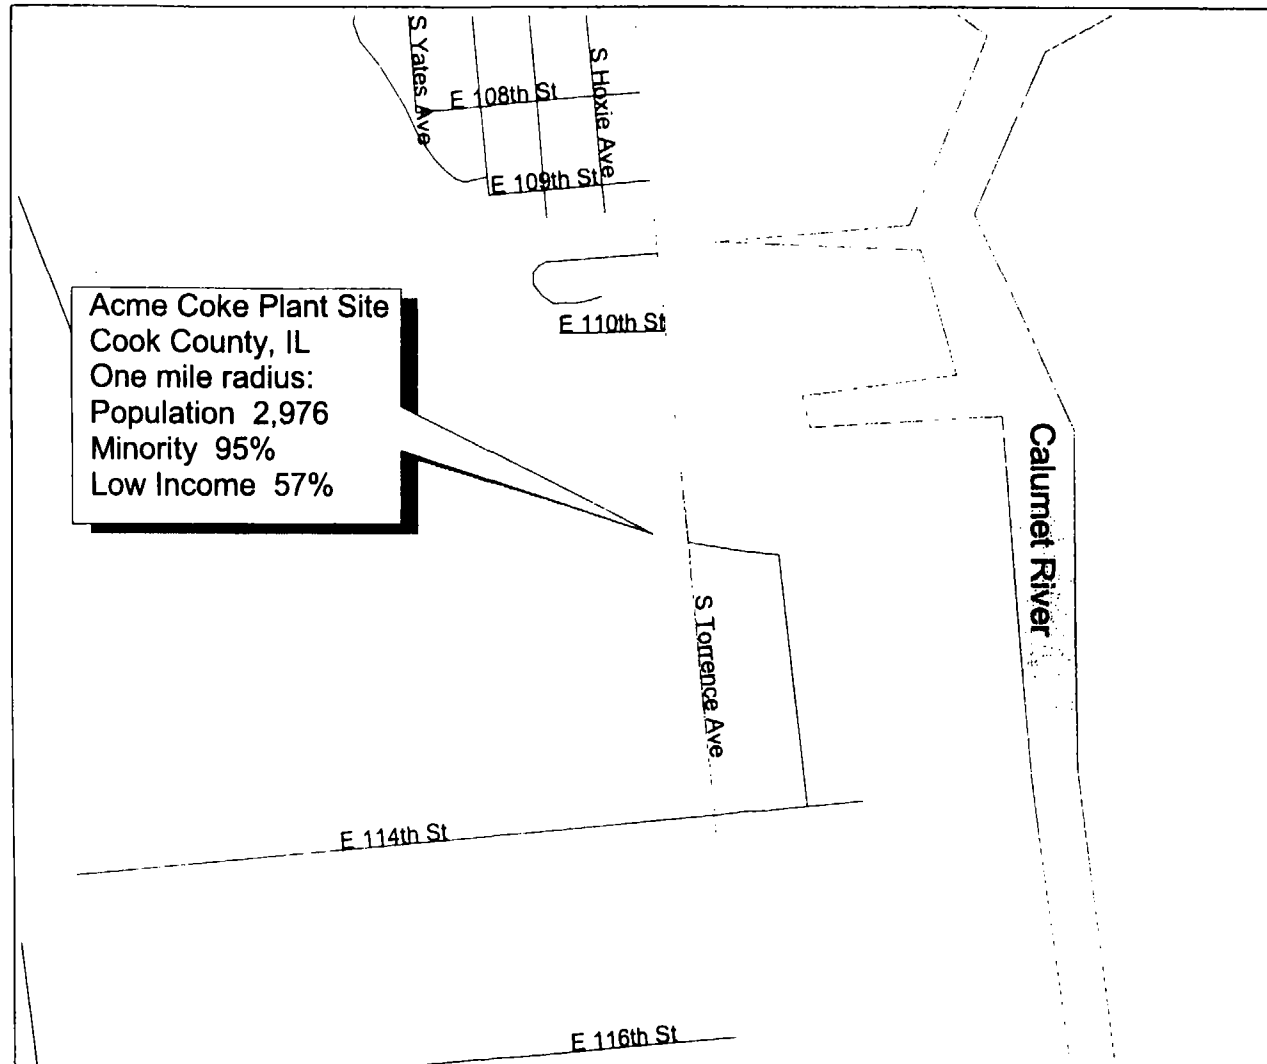 S Yates Ave
S Hoxie Ave
E 108th St
E 109th St
E 110th St
Acme Coke Plant Site
Cook County, IL
One mile radius:
Population 2,976
Minority 95%
Low Income 57%
Calumet River
S Torrence Ave
E 114th St
E 116th St